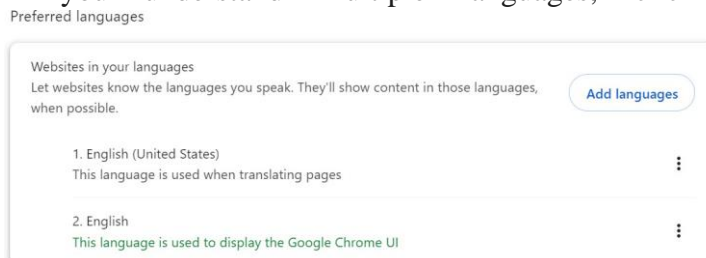 Preferred languages
Websites in your languages
Let websites know the languages you speak. They'll show content in those languages,
when possible.
Add languages
1. English (United States)
This language is used when translating pages
2. English
This language is used to display the Google Chrome UI